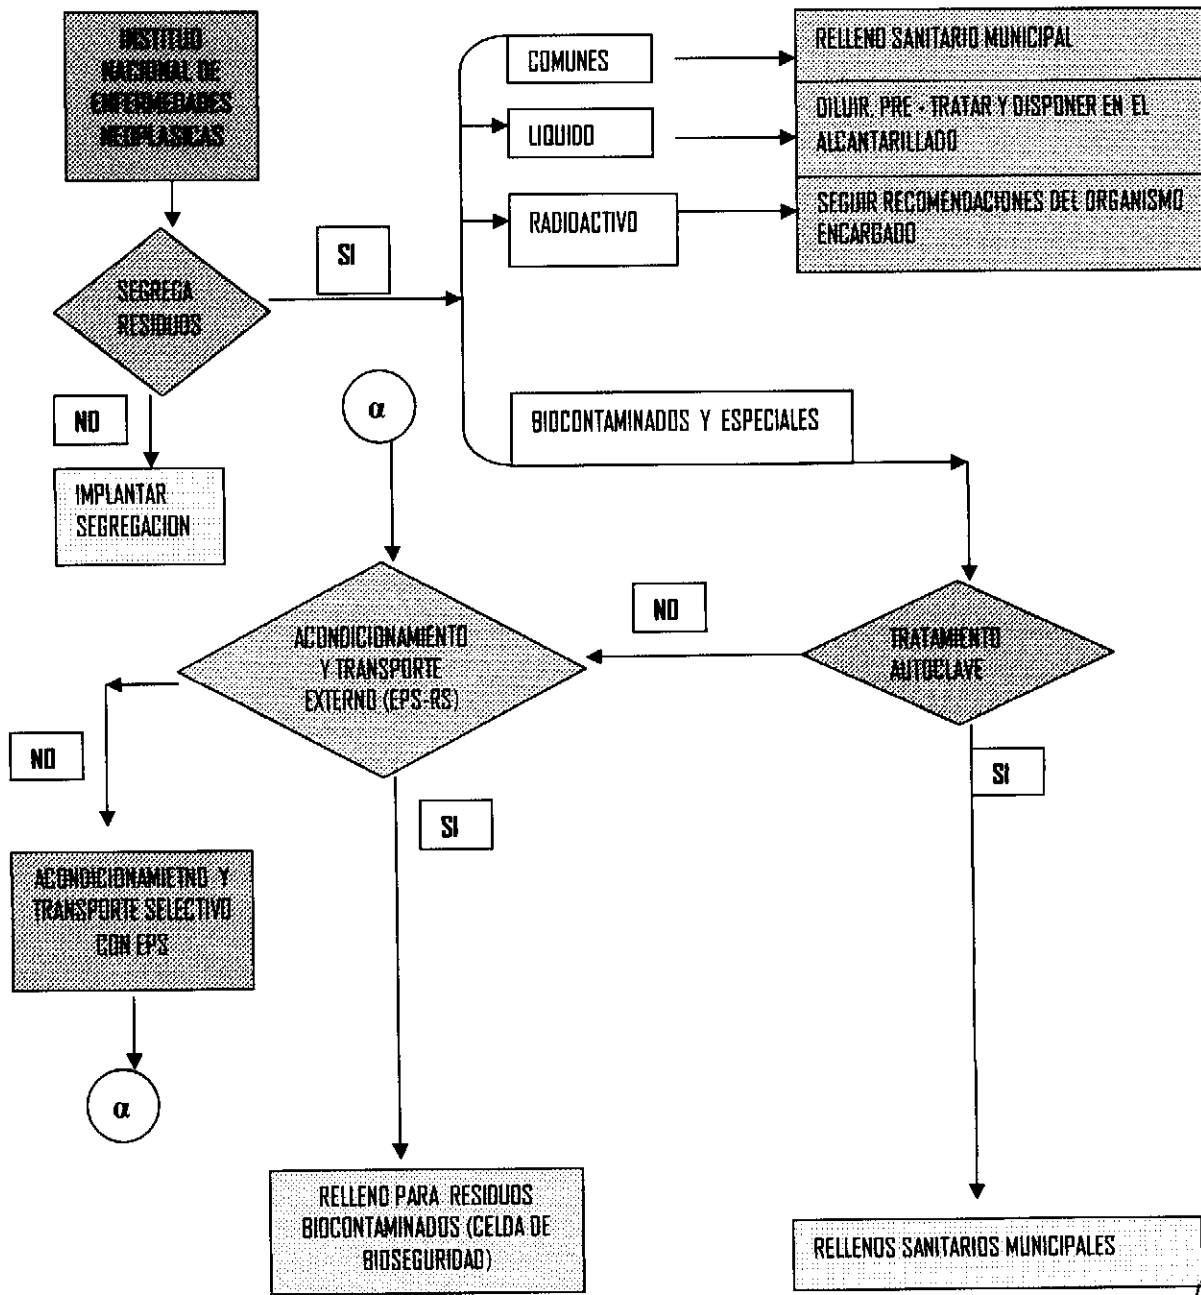 INSTITUO
NACIONAL DE
ENFERMEDADES
NEOPLASICAS
COMUNES
RELLENO SANITARIO MUNICIPAL
LIQUIDO
DILUIR, PRE - TRATAR Y DISPONER EN EL
ALCANTARILLADO
RADIOACTIVO
SEGUIR RECOMENDACIONES DEL ORGANISMO
ENCARGADO
SEGREGA
RESIDUOS
SI
NO
IMPLANTAR
SEGREGACION
α
BIOCONTAMINADOS Y ESPECIALES
ACONDICIONAMIENTO
Y TRANSPORTE
EXTERNO (EPS-RS)
NO
TRATAMIENTO
AUTOCLAVE
NO
SI
SI
ACONDICIONAMIETNO Y
TRANSPORTE SELECTIVO
CON EPS
α
RELLENO PARA RESIDUOS
BIOCONTAMINADOS (CELDA DE
BIOSEGURIDAD)
RELLENOS SANITARIOS MUNICIPALES